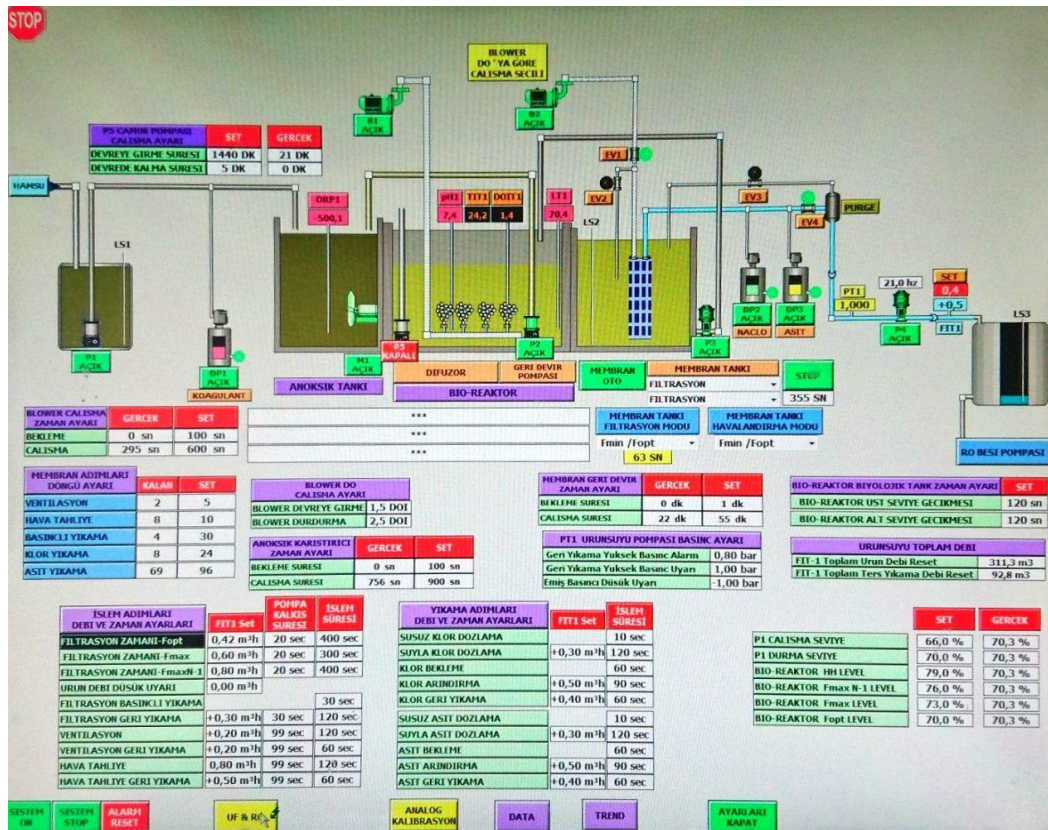 STOP
BLOWER
DO 'YA GORE
CALISMA SECILI
B1
AÇIK
B2
AÇIK
P5 CAMUR POMPASI
CALISMA AYARI
SET
GERCEK
DEVREYE GIRME SURESI 1440 DK 21 DK
DEVREDE KALMA SURESI 5 DK 0 DK
HAMSU
EV1
EV2
EV3
EV4
PURGE
ORP1
-500,1
pH1
7,4
TIT1
24,2
DOIT1
1,4
LT1
70,4
LS1
LS2
LS3
P1
AÇIK
DP1
AÇIK
KOAGULANT
M1
AÇIK
P5
KAPALI
P2
AÇIK
P3
AÇIK
DP2
AÇIK
NACLO
DP3
AÇIK
ASIT
PT1
1,000
21,0 hz
P4
AÇIK
SET
0,4
+0,5
FIT1
ANOKSIK TANKI
DIFUZOR
GERI DEVIR
POMPASI
BIO-REAKTOR
MEMBRAN
OTO
MEMBRAN TANKI
FILTRASYON
FILTRASYON
STOP
355 SN
RO BESI POMPASI
BLOWER CALISMA
ZAMAN AYARI
GERCEK
SET
BEKLEME 0 sn 100 sn
CALISMA 295 sn 600 sn
***
***
***
MEMBRAN TANKI
FILTRASYON MODU
Fmin /Fopt
63 SN
MEMBRAN TANKI
HAVALANDIRMA MODU
Fmin /Fopt
MEMBRAN ADIMLARI
DÖNGÜ AYARI
KALAN
SET
VENTILASYON 2 5
HAVA TAHLIYE 8 10
BASINCLI YIKAMA 4 30
KLOR YIKAMA 8 24
ASIT YIKAMA 69 96
BLOWER DO
CALISMA AYARI
BLOWER DEVREYE GIRME 1,5 DOI
BLOWER DURDURMA 2,5 DOI
ANOKSIK KARISTIRICI
ZAMAN AYARI
GERCEK
SET
BEKLEME SURESI 0 sn 100 sn
CALISMA SURESI 756 sn 900 sn
MEMBRAN GERI DEVIR
ZAMAN AYARI
GERCEK
SET
BEKLEME SURESI 0 dk 1 dk
CALISMA SURESI 22 dk 55 dk
PT1 URUNSUYU POMPASI BASINC AYARI
Geri Yikama Yuksek Basınc Alarm 0,80 bar
Geri Yikama Yuksek Basınc Uyarı 1,00 bar
Emiş Basıncı Düsük Uyarı -1,00 bar
BIO-REAKTOR BIYOLOJIK TANK ZAMAN AYARI SET
BIO-REAKTOR UST SEVIYE GECIKMESI 120 sn
BIO-REAKTOR ALT SEVIYE GECIKMESI 120 sn
URUNSUYU TOPLAM DEBI
FIT-1 Toplam Urun Debi Reset 311,3 m3
FIT-1 Toplam Ters Yikama Debi Reset 92,8 m3
İSLEM ADIMLARI
DEBI VE ZAMAN AYARLARI
FIT1 Set
POMPA
KALKIS
SURESI
İSLEM
SÜRESİ
FILTRASYON ZAMANI-Fopt 0,42 m³h 20 sec 400 sec
FILTRASYON ZAMANI-Fmax 0,60 m³h 20 sec 300 sec
FILTRASYON ZAMANI-FmaxN-1 0,80 m³h 20 sec 400 sec
URUN DEBI DÜSÜK UYARI 0,00 m³h
FILTRASYON BASINCLI YIKAMA 30 sec
FILTRASYON GERI YIKAMA +0,30 m³h 30 sec 120 sec
VENTILASYON +0,20 m³h 99 sec 120 sec
VENTILASYON GERI YIKAMA +0,20 m³h 99 sec 60 sec
HAVA TAHLIYE 0,80 m³h 99 sec 120 sec
HAVA TAHLIYE GERI YIKAMA +0,50 m³h 99 sec 60 sec
YIKAMA ADIMLARI
DEBI VE ZAMAN AYARLARI
FIT1 Set
İSLEM
SÜRESİ
SUSUZ KLOR DOZLAMA 10 sec
SUYLA KLOR DOZLAMA +0,30 m³h 120 sec
KLOR BEKLEME 60 sec
KLOR ARINDIRMA +0,50 m³h 90 sec
KLOR GERI YIKAMA +0,40 m³h 60 sec
SUSUZ ASIT DOZLAMA 10 sec
SUYLA ASIT DOZLAMA +0,30 m³h 120 sec
ASIT BEKLEME 60 sec
ASIT ARINDIRMA +0,50 m³h 90 sec
ASIT GERI YIKAMA +0,40 m³h 60 sec
SET
GERCEK
P1 CALISMA SEVIYE 66,0 % 70,3 %
P1 DURMA SEVIYE 70,0 % 70,3 %
BIO-REAKTOR HH LEVEL 79,0 % 70,3 %
BIO-REAKTOR Fmax N-1 LEVEL 76,0 % 70,3 %
BIO-REAKTOR Fmax LEVEL 73,0 % 70,3 %
BIO-REAKTOR Fopt LEVEL 70,0 % 70,3 %
SISTEM
ON
SISTEM
STOP
ALARM
RESET
UF & RO
ANALOG
KALIBRASYON
DATA
TREND
AYARLARI
KAPAT